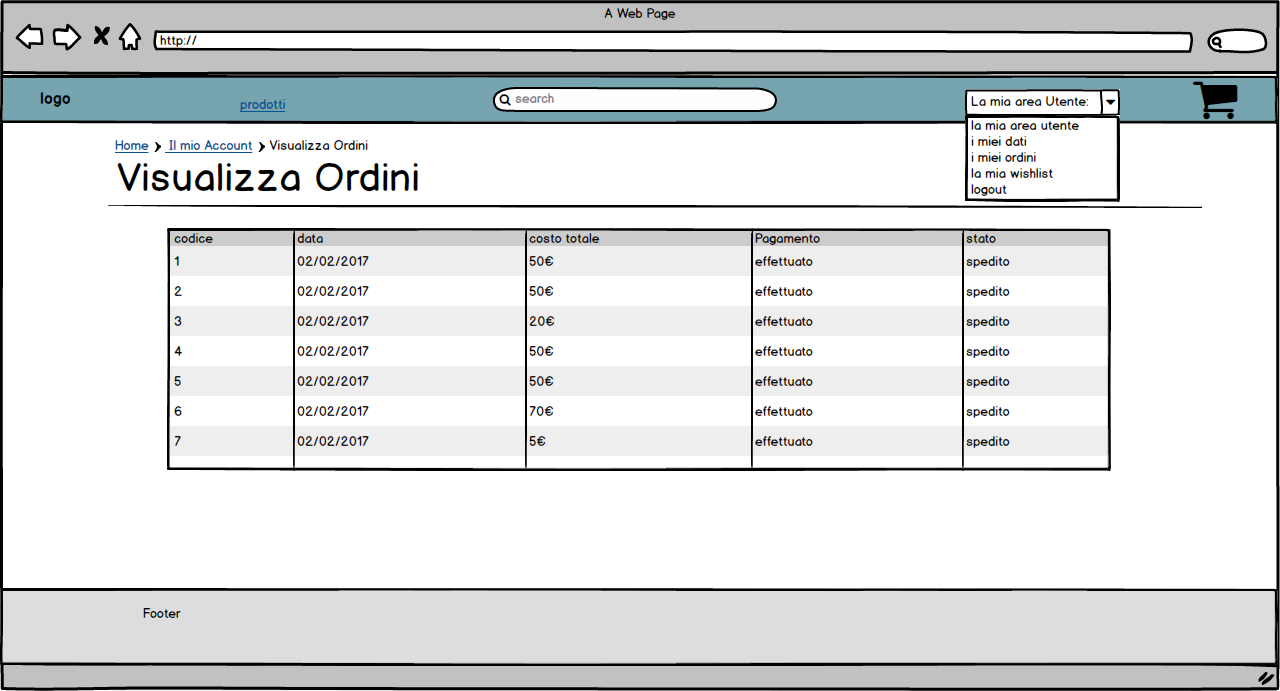 A Web Page
http://
logo
prodotti
search
La mia area Utente:
la mia area utente
i miei dati
i miei ordini
la mia wishlist
logout
Home Il mio Account Visualizza Ordini
Visualizza Ordini
codice data costo totale Pagamento stato
1 02/02/2017 50€ effettuato spedito
2 02/02/2017 50€ effettuato spedito
3 02/02/2017 20€ effettuato spedito
4 02/02/2017 50€ effettuato spedito
5 02/02/2017 50€ effettuato spedito
6 02/02/2017 70€ effettuato spedito
7 02/02/2017 5€ effettuato spedito
Footer